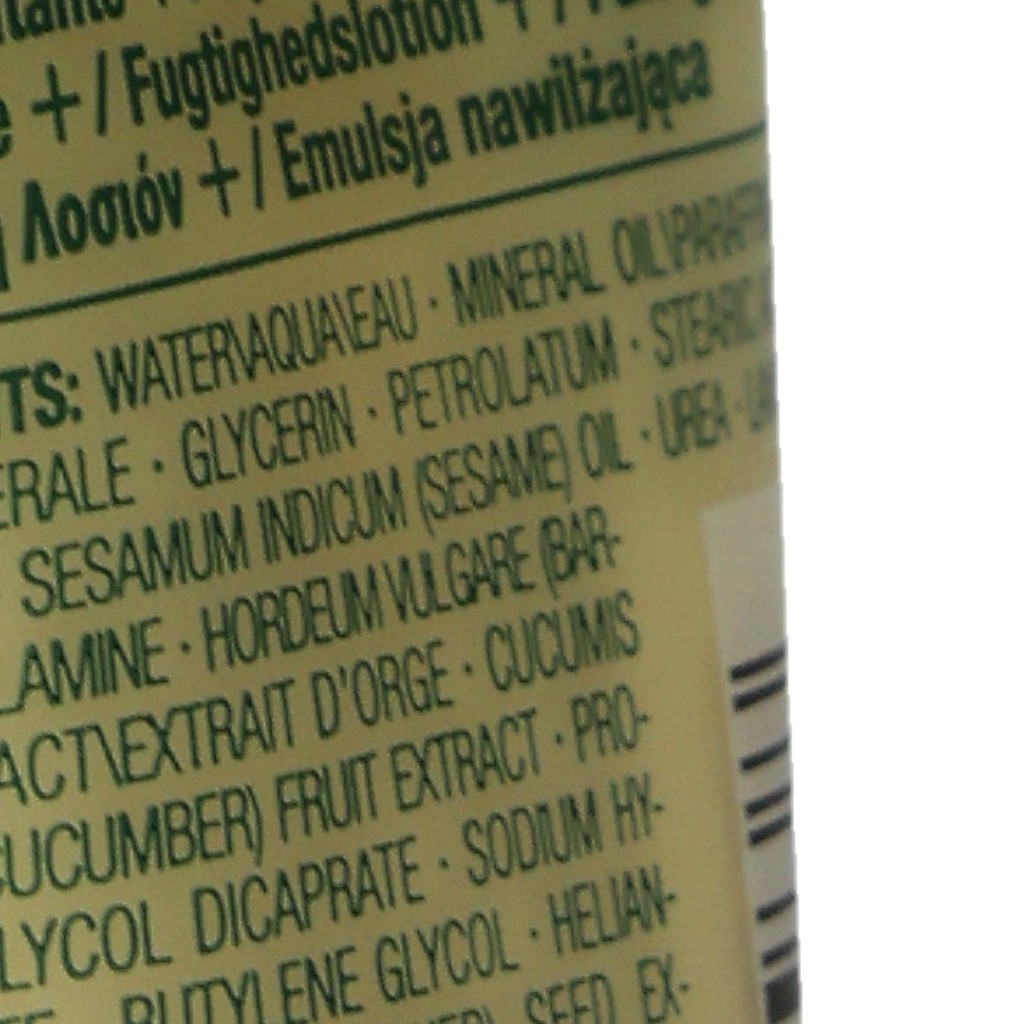 + / Fugtighedslotion + /
Λοσιόν + / Emulsja nawilżająca
TS: WATER\AQUA\EAU · MINERAL OIL\PARAFFIN
ERALE · GLYCERIN · PETROLATUM · STEARIC A
SESAMUM INDICUM (SESAME) OIL · UREA ·
AMINE · HORDEUM VULGARE (BAR-
ACT\EXTRAIT D'ORGE · CUCUMIS
CUCUMBER) FRUIT EXTRACT · PRO-
LYCOL DICAPRATE · SODIUM HY-
BUTYLENE GLYCOL · HELIAN-
SEED EX-